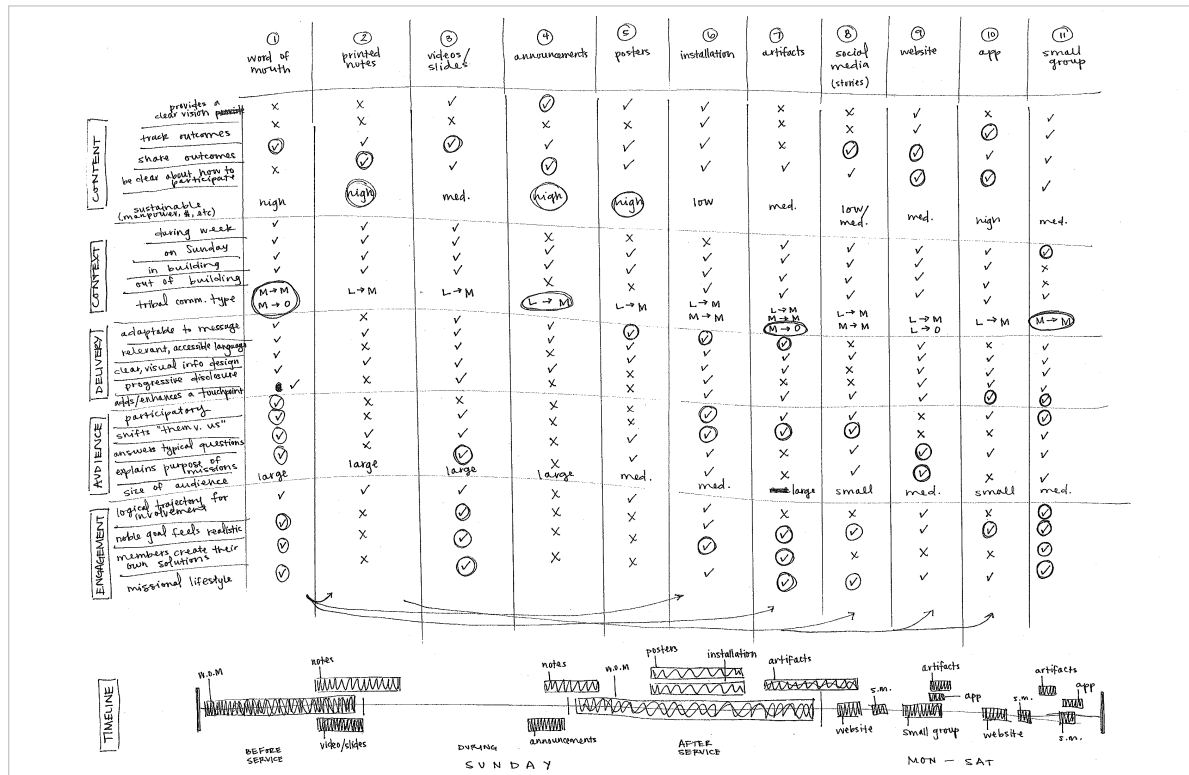 ① ② ③ ④ ⑤ ⑥ ⑦ ⑧ ⑨ ⑩ ⑪
word of mouth
printed notes
videos/slides
announcements
posters
installation
artifacts
social media (stories)
website
app
small group
CONTENT
provides a clear vision
x x ✓ ✓ ✓ ✓ x x ✓ x ✓
track outcomes
x x x x x ✓ x x ✓ ✓ ✓
share outcomes
✓ ✓ ✓ ✓ ✓ ✓ x ✓ ✓ ✓ ✓
be clear about how to participate
x ✓ ✓ ✓ ✓ ✓ ✓ ✓ ✓ ✓ ✓
sustainable (manpower, $, etc)
high high med. high high low med. low/med. med. high med.
CONTEXT
during week
on Sunday
in building
out of building
tribal comm. type
M→M M→O
L→M
L→M
L→M
L→M
L→M M→M
L→M M→M M→O
L→M M→M
L→M L→O
L→M
M→M
DELIVERY
adaptable to message
relevant, accessible language
clear, visual info design
progressive disclosure
adds/enhances a touchpoint
AUDIENCE
participatory
shifts "them v. us"
answers typical questions
explains purpose of missions
size of audience
large large large large med. med. large small med. small med.
ENGAGEMENT
logical trajectory for involvement
noble goal feels realistic
members create their own solutions
missional lifestyle
TIMELINE
W.O.M
notes
video/slides
notes
announcements
W.O.M
posters
installation
artifacts
website
s.m.
artifacts
app
small group
website
s.m.
artifacts
app
s.m.
BEFORE SERVICE
DURING
AFTER SERVICE
SUNDAY
MON – SAT